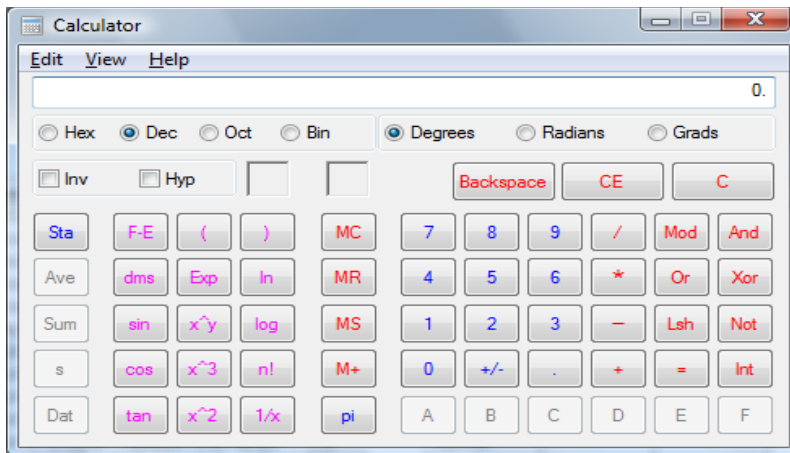 Calculator
Edit View Help
0.
Hex Dec Oct Bin Degrees Radians Grads
Inv Hyp Backspace CE C
Sta F-E ( ) MC 7 8 9 / Mod And
Ave dms Exp ln MR 4 5 6 * Or Xor
Sum sin x^y log MS 1 2 3 - Lsh Not
s cos x^3 n! M+ 0 +/- . + = Int
Dat tan x^2 1/x pi A B C D E F